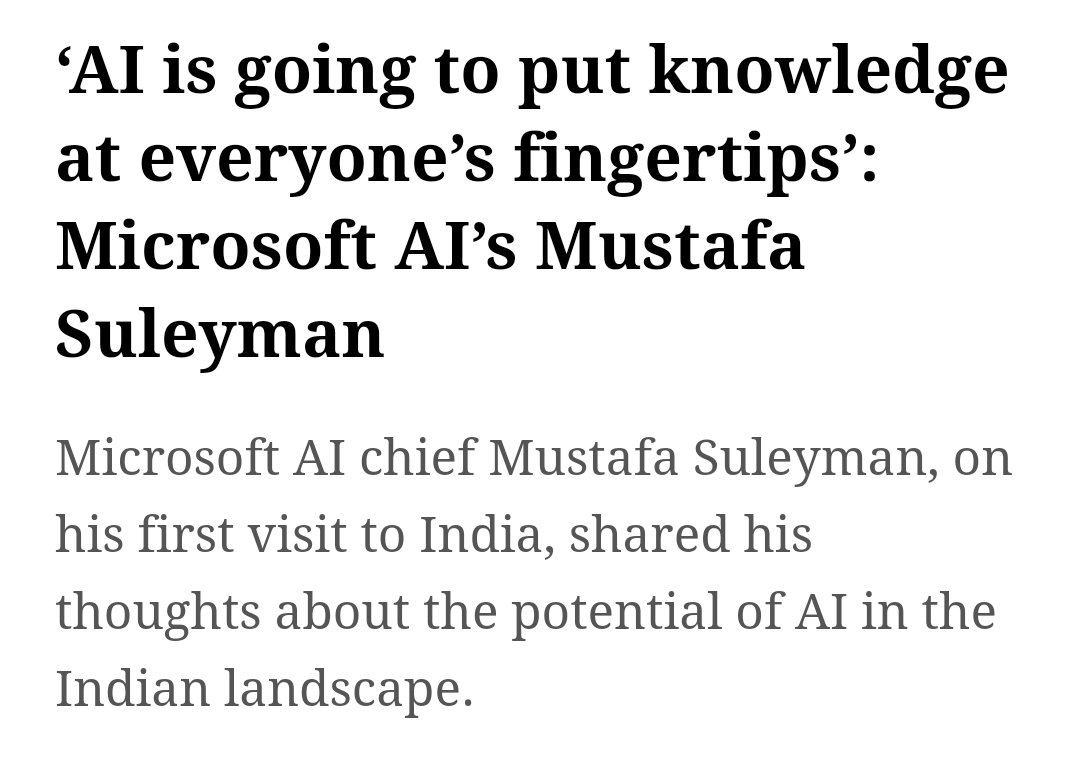 ‘AI is going to put knowledge
at everyone’s fingertips’:
Microsoft AI’s Mustafa
Suleyman
Microsoft AI chief Mustafa Suleyman, on
his first visit to India, shared his
thoughts about the potential of AI in the
Indian landscape.